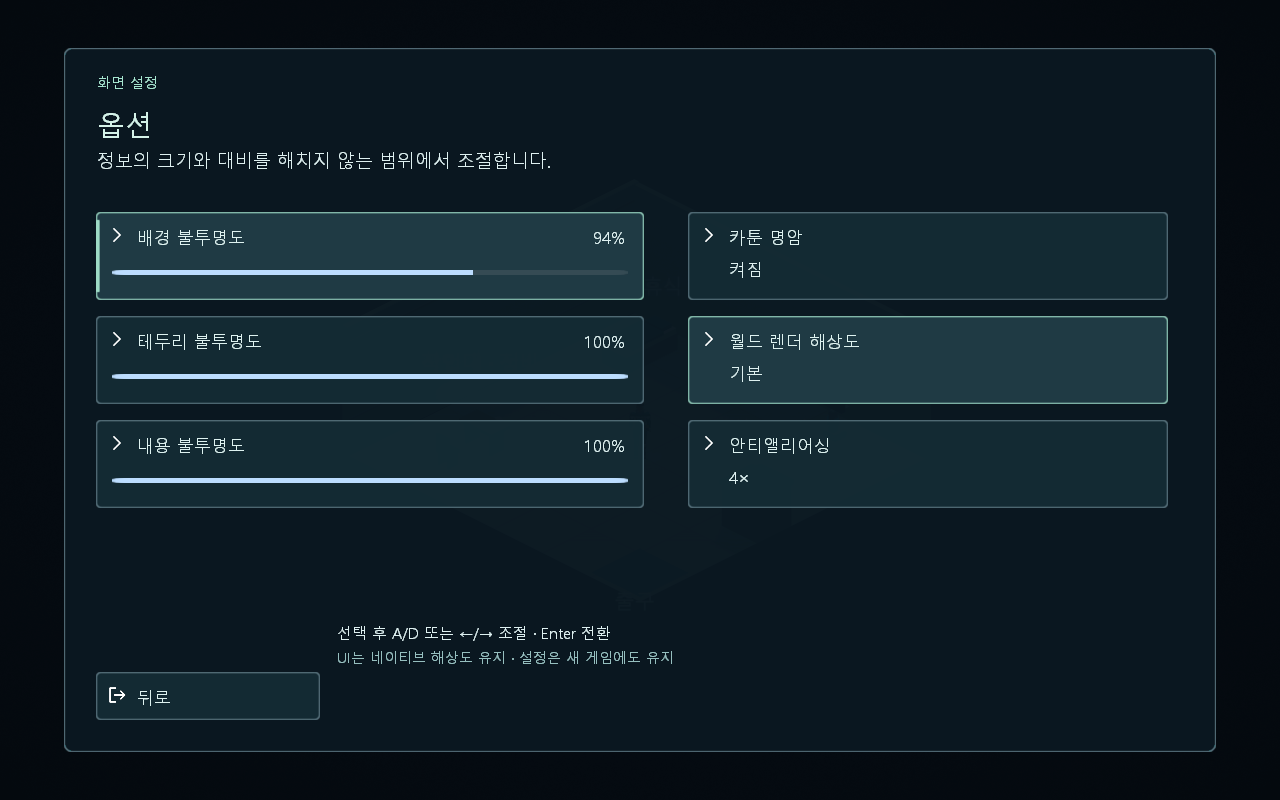 화면 설정
옵션
정보의 크기와 대비를 해치지 않는 범위에서 조절합니다.
배경 불투명도 94%
테두리 불투명도 100%
내용 불투명도 100%
카툰 명암
켜짐
월드 렌더 해상도
기본
안티앨리어싱
4×
선택 후 A/D 또는 ←/→ 조절 · Enter 전환
UI는 네이티브 해상도 유지 · 설정은 새 게임에도 유지
뒤로